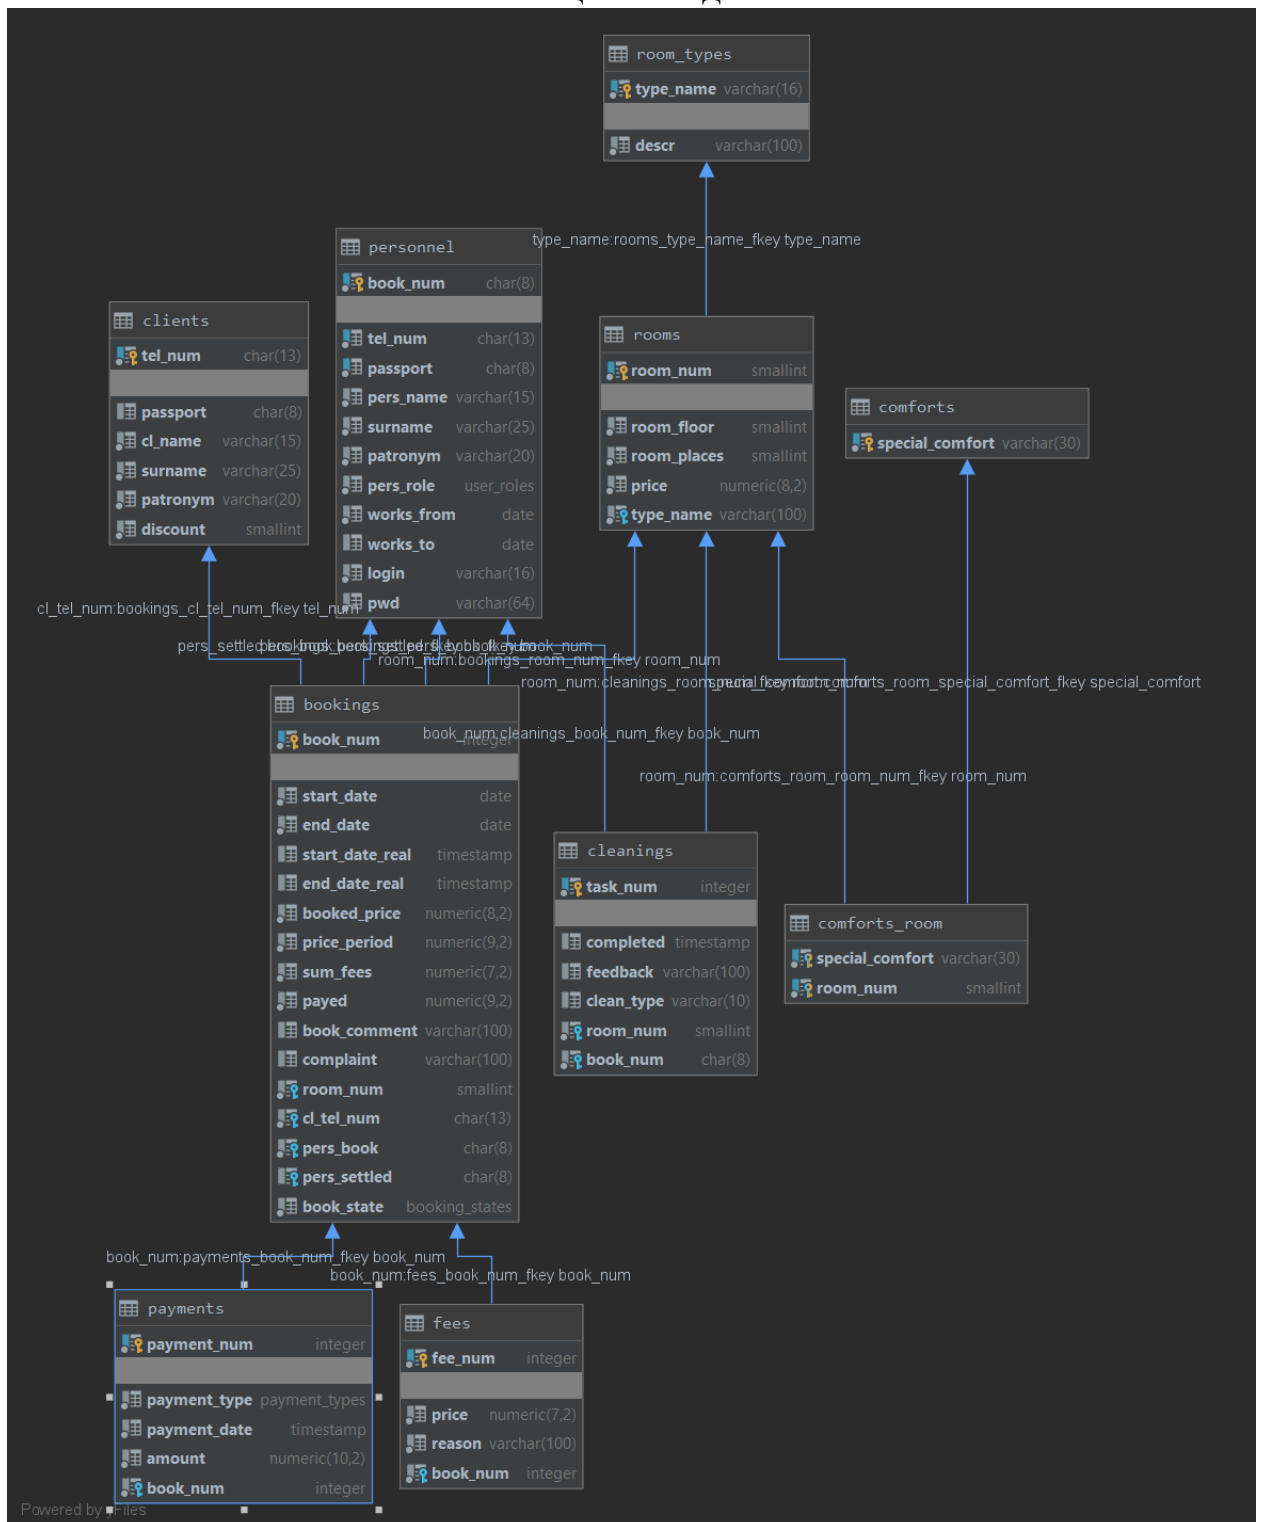 room_types
type_name varchar(16)
descr varchar(100)
type_name:rooms_type_name_fkey type_name
personnel
book_num char(8)
tel_num char(13)
passport char(8)
pers_name varchar(15)
surname varchar(25)
patronym varchar(20)
pers_role user_roles
works_from date
works_to date
login varchar(16)
pwd varchar(64)
clients
tel_num char(13)
passport char(8)
cl_name varchar(15)
surname varchar(25)
patronym varchar(20)
discount smallint
rooms
room_num smallint
room_floor smallint
room_places smallint
price numeric(8,2)
type_name varchar(100)
comforts
special_comfort varchar(30)
cl_tel_num:bookings_cl_tel_num_fkey tel_num
room_num:bookings_room_num_fkey room_num
book_num:cleanings_book_num_fkey book_num
room_num:comforts_room_room_num_fkey room_num
bookings
book_num integer
start_date date
end_date date
start_date_real timestamp
end_date_real timestamp
booked_price numeric(8,2)
price_period numeric(9,2)
sum_fees numeric(7,2)
payed numeric(9,2)
book_comment varchar(100)
complaint varchar(100)
room_num smallint
cl_tel_num char(13)
pers_book char(8)
pers_settled char(8)
book_state booking_states
cleanings
task_num integer
completed timestamp
feedback varchar(100)
clean_type varchar(10)
room_num smallint
book_num char(8)
comforts_room
special_comfort varchar(30)
room_num smallint
book_num:payments_book_num_fkey book_num
book_num:fees_book_num_fkey book_num
payments
payment_num integer
payment_type payment_types
payment_date timestamp
amount numeric(10,2)
book_num integer
fees
fee_num integer
price numeric(7,2)
reason varchar(100)
book_num integer
Powered by yFiles